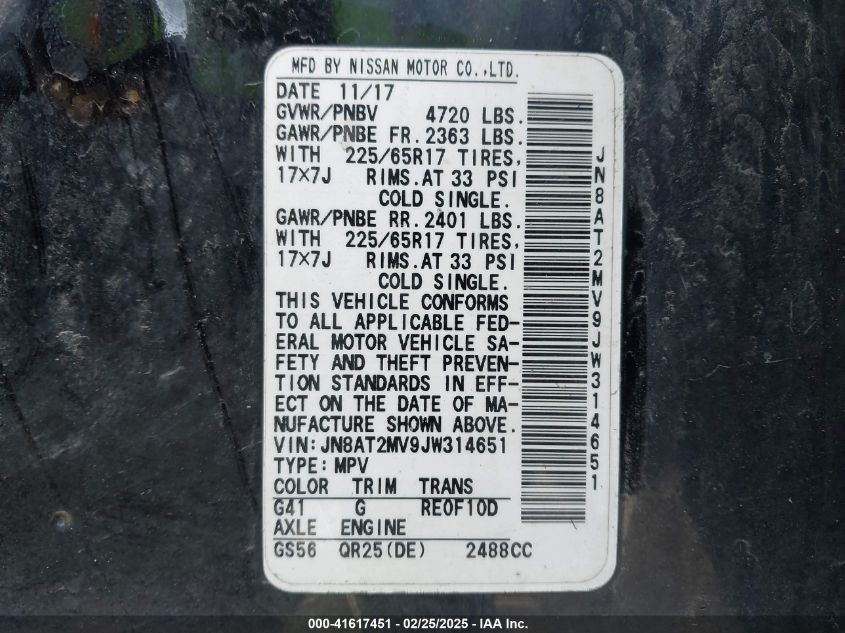 MFD BY NISSAN MOTOR CO.,LTD.
DATE 11/17
GVWR/PNBV 4720 LBS.
GAWR/PNBE FR. 2363 LBS.
WITH 225/65R17 TIRES,
17×7J RIMS. AT 33 PSI
COLD SINGLE.
GAWR/PNBE RR. 2401 LBS.
WITH 225/65R17 TIRES,
17×7J RIMS. AT 33 PSI
COLD SINGLE.
THIS VEHICLE CONFORMS
TO ALL APPLICABLE FED-
ERAL MOTOR VEHICLE SA-
FETY AND THEFT PREVEN-
TION STANDARDS IN EFF-
ECT ON THE DATE OF MA-
NUFACTURE SHOWN ABOVE.
VIN: JN8AT2MV9JW314651
TYPE: MPV
COLOR TRIM TRANS
G41 G RE0F10D
AXLE ENGINE
GS56 QR25(DE) 2488CC
JN8AT2MV9JW314651
000-41617451 - 02/25/2025 - IAA Inc.